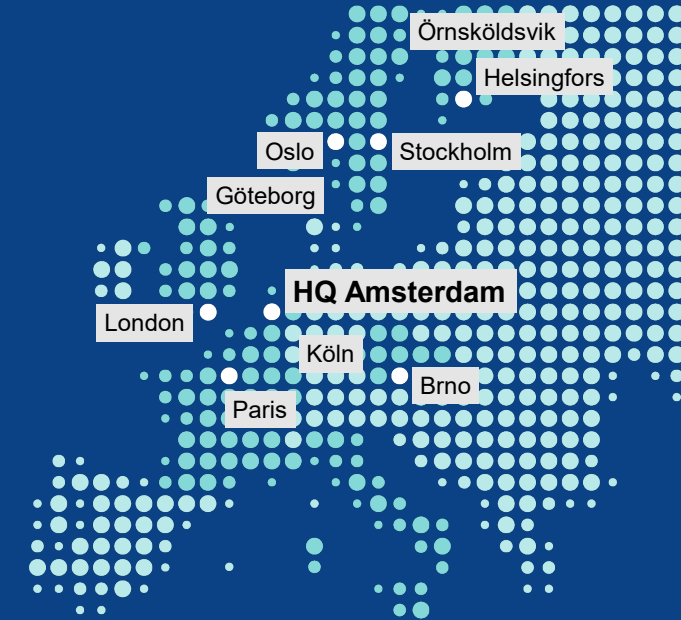 Örnsköldsvik
Helsingfors
Oslo
Stockholm
Göteborg
HQ Amsterdam
London
Köln
Brno
Paris